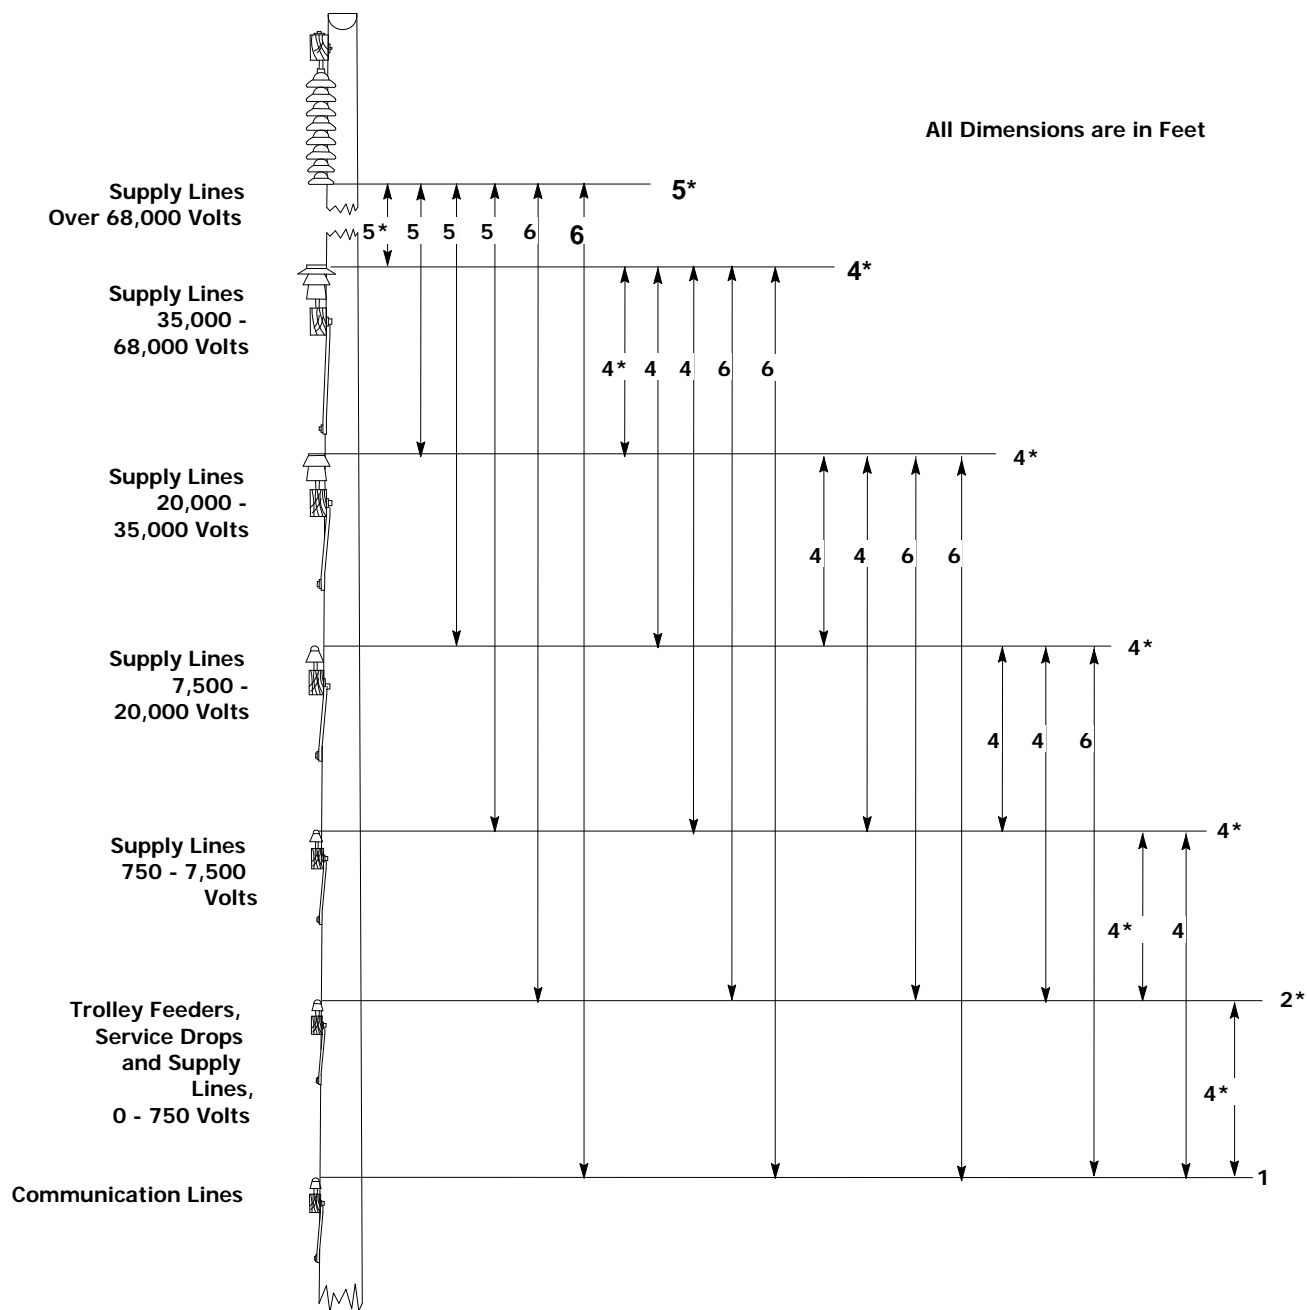 All Dimensions are in Feet
Supply Lines
Over 68,000 Volts
5*
5* 5 5 5 6 6
4*
Supply Lines
35,000 -
68,000 Volts
4* 4 4 6 6
4*
Supply Lines
20,000 -
35,000 Volts
4 4 6 6
4*
Supply Lines
7,500 -
20,000 Volts
4 4 6
4*
Supply Lines
750 - 7,500
Volts
4* 4
2*
Trolley Feeders,
Service Drops
and Supply
Lines,
0 - 750 Volts
4*
1
Communication Lines